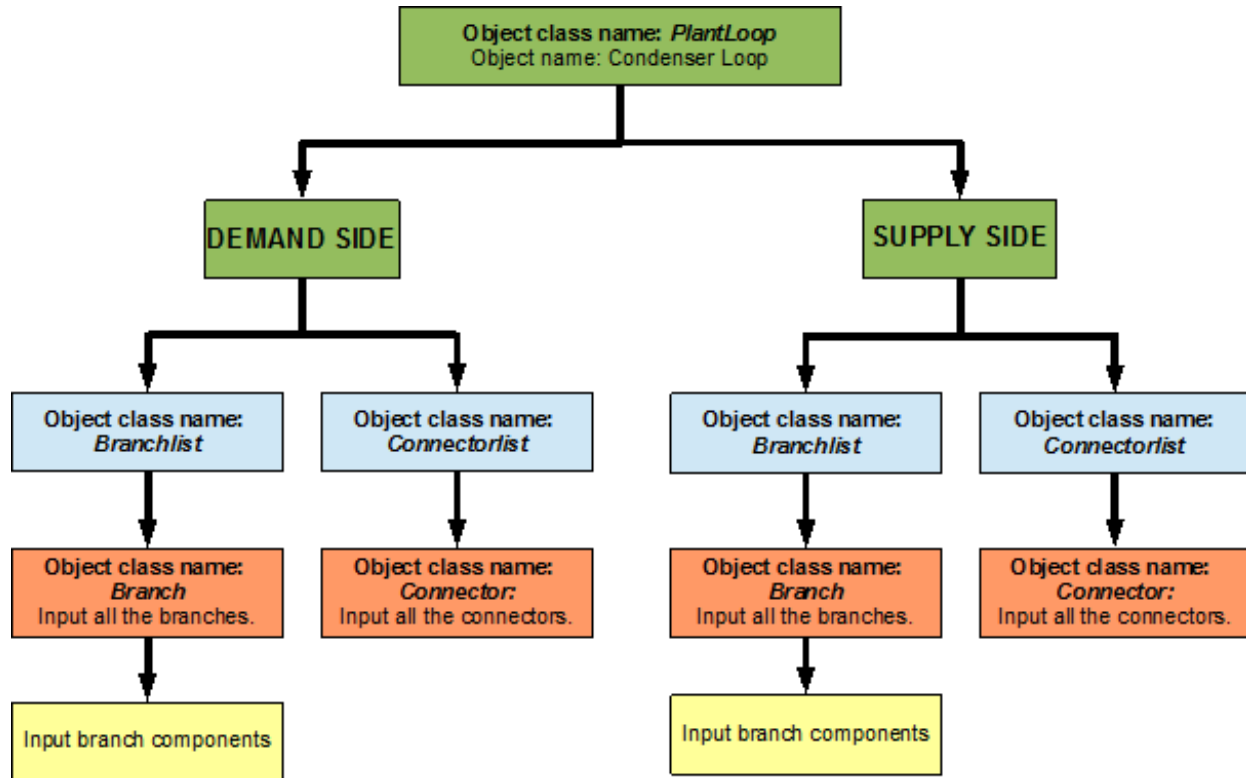 Object class name: PlantLoop
Object name: Condenser Loop
DEMAND SIDE
SUPPLY SIDE
Object class name:
Branchlist
Object class name:
Connectorlist
Object class name:
Branchlist
Object class name:
Connectorlist
Object class name:
Branch
Input all the branches.
Object class name:
Connector:
Input all the connectors.
Object class name:
Branch
Input all the branches.
Object class name:
Connector:
Input all the connectors.
Input branch components
Input branch components